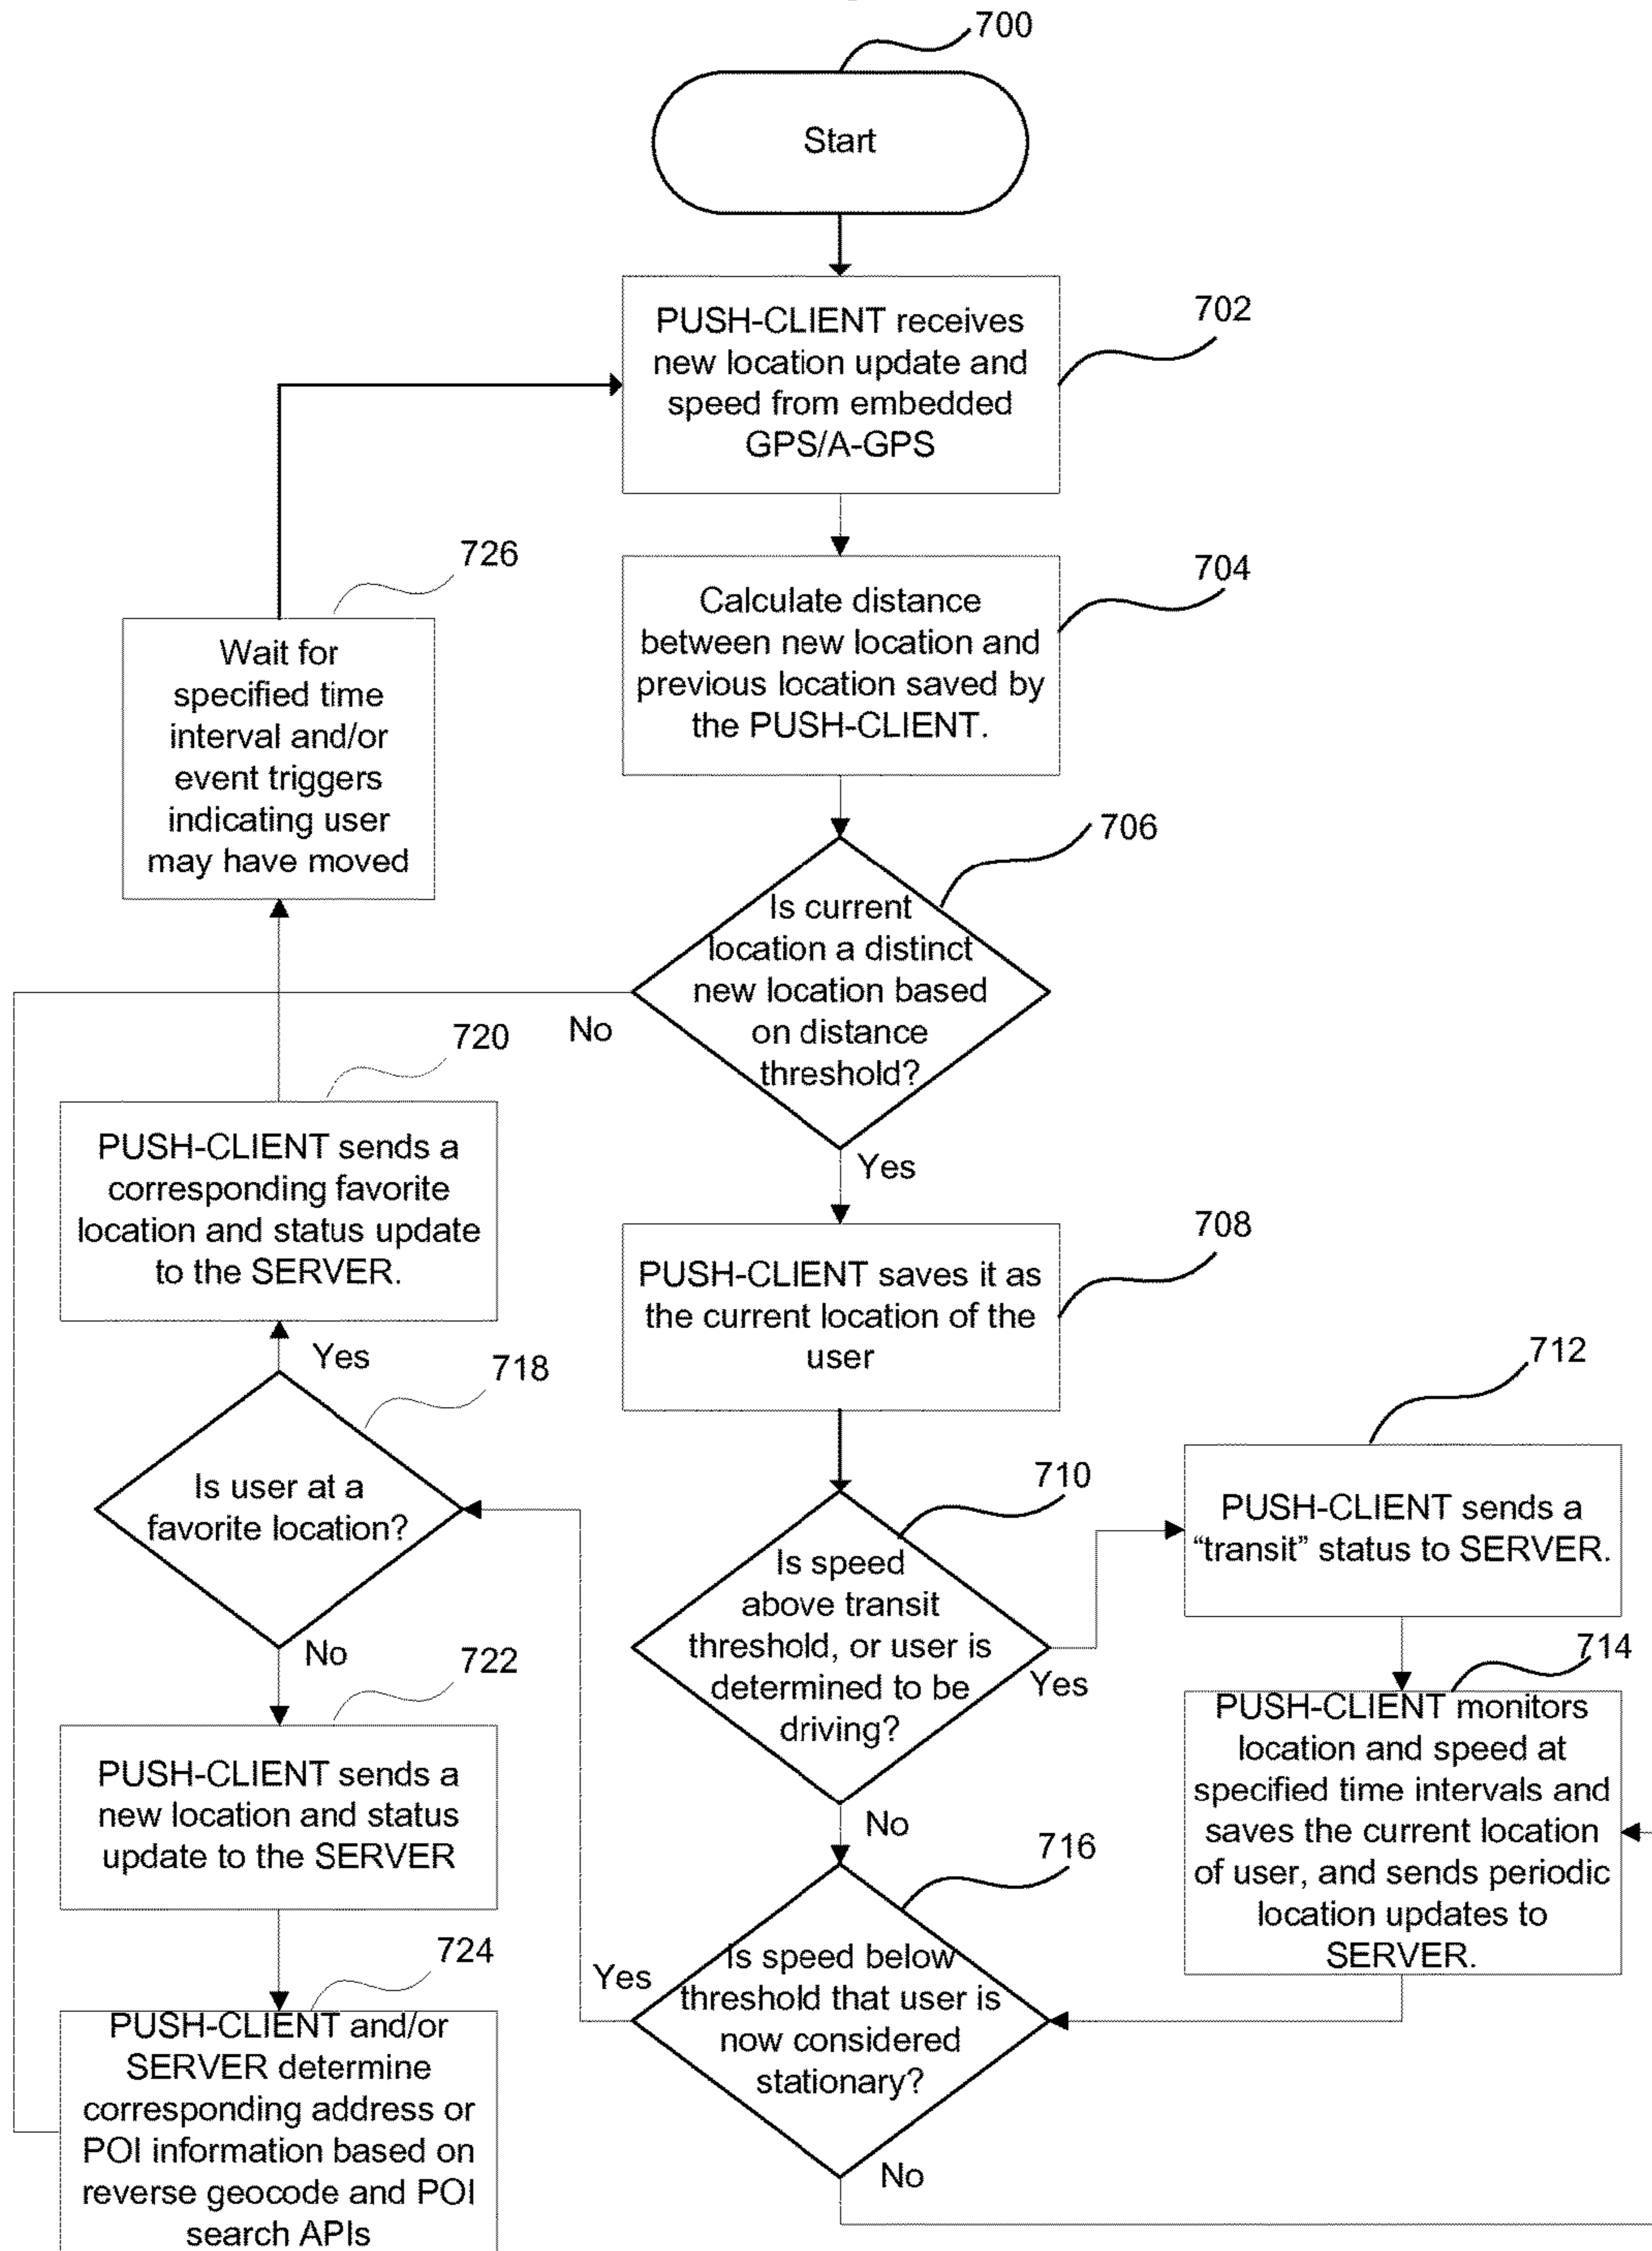 700
Start
702
PUSH-CLIENT receives
new location update and
speed from embedded
GPS/A-GPS
726
Wait for
specified time
interval and/or
event triggers
indicating user
may have moved
704
Calculate distance
between new location and
previous location saved by
the PUSH-CLIENT.
706
Is current
location a distinct
new location based
on distance
threshold?
No
Yes
720
PUSH-CLIENT sends a
corresponding favorite
location and status update
to the SERVER.
708
PUSH-CLIENT saves it as
the current location of the
user
Yes
718
Is user at a
favorite location?
No
712
PUSH-CLIENT sends a
“transit” status to SERVER.
710
Is speed
above transit
threshold, or user is
determined to be
driving?
Yes
No
714
PUSH-CLIENT monitors
location and speed at
specified time intervals and
saves the current location
of user, and sends periodic
location updates to
SERVER.
722
PUSH-CLIENT sends a
new location and status
update to the SERVER
716
Is speed below
threshold that user is
now considered
stationary?
Yes
No
724
PUSH-CLIENT and/or
SERVER determine
corresponding address or
POI information based on
reverse geocode and POI
search APIs